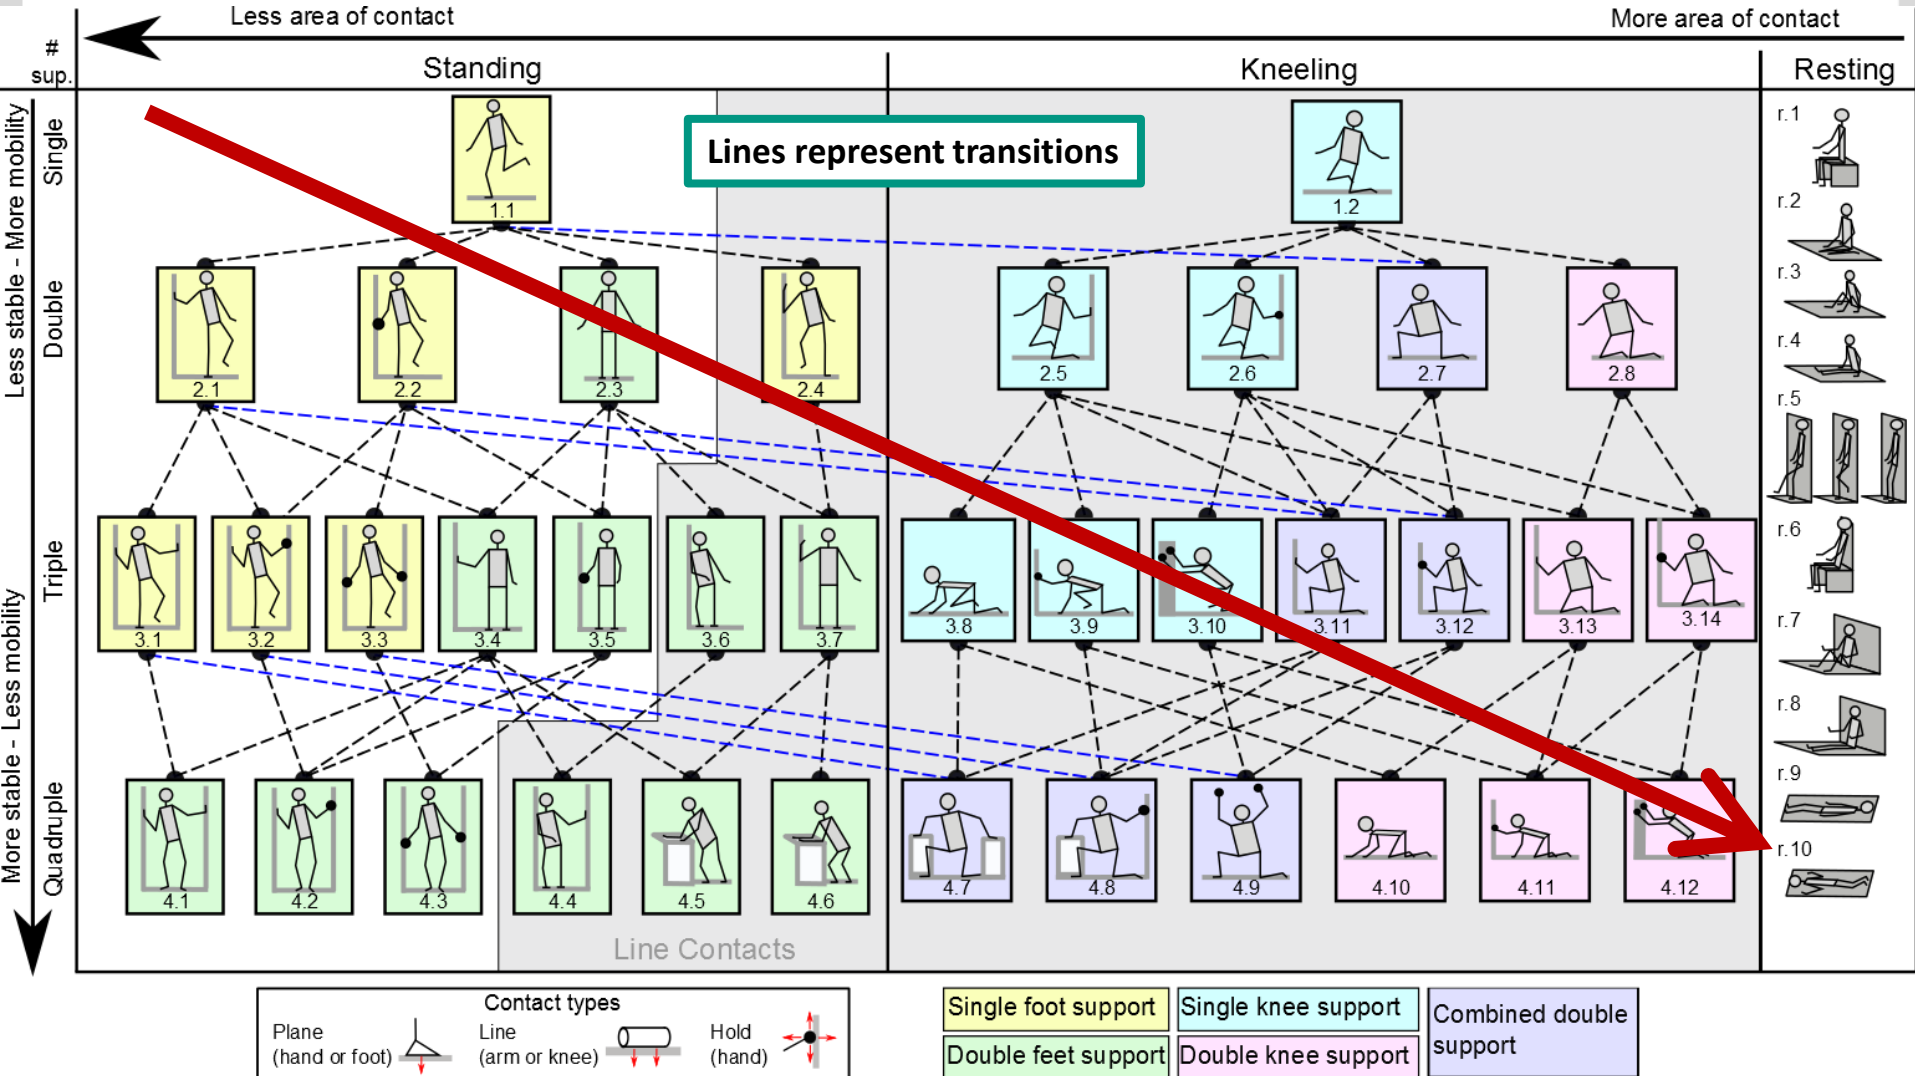 Less area of contact
More area of contact
#
sup.
Standing
Kneeling
Resting
Less stable - More mobility
More stable - Less mobility
Single
Double
Triple
Quadruple
Lines represent transitions
1.1
1.2
2.1
2.2
2.3
2.4
2.5
2.6
2.7
2.8
3.1
3.2
3.3
3.4
3.5
3.6
3.7
3.8
3.9
3.10
3.11
3.12
3.13
3.14
4.1
4.2
4.3
4.4
4.5
4.6
4.7
4.8
4.9
4.10
4.11
4.12
r.1
r.2
r.3
r.4
r.5
r.6
r.7
r.8
r.9
r.10
Line Contacts
Contact types
Plane
(hand or foot)
Line
(arm or knee)
Hold
(hand)
Single foot support
Double feet support
Single knee support
Double knee support
Combined double
support